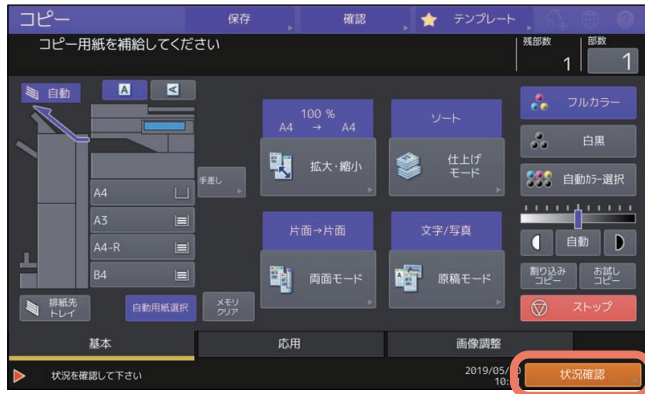 コピー
保存
確認
テンプレート
コピー用紙を補給してください
残部数
1
部数
1
自動
A
A
100 %
A4 → A4
拡大・縮小
ソート
仕上げ
モード
フルカラー
白黒
自動カラー選択
手差し
A4
A3
A4-R
B4
片面→片面
両面モード
文字/写真
原稿モード
自動
割り込み
コピー
お試し
コピー
排紙先
トレイ
自動用紙選択
メモリ
クリア
ストップ
基本
応用
画像調整
状況を確認して下さい
2019/05/
10:
状況確認